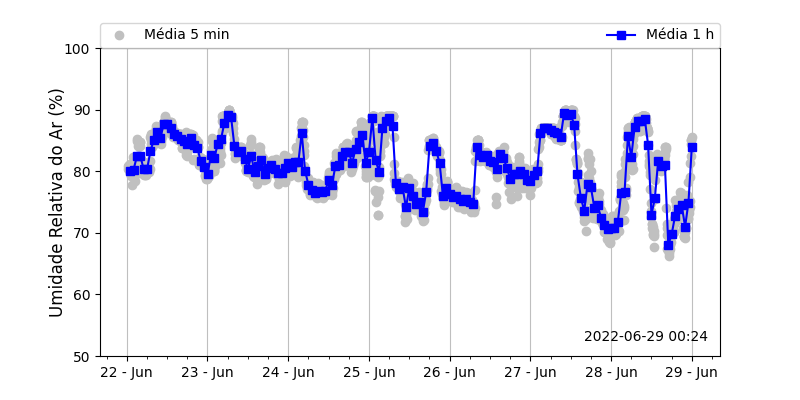 Média 5 min
Média 1 h
Umidade Relativa do Ar (%)
100
90
80
70
60
50
2022-06-29 00:24
22 - Jun
23 - Jun
24 - Jun
25 - Jun
26 - Jun
27 - Jun
28 - Jun
29 - Jun